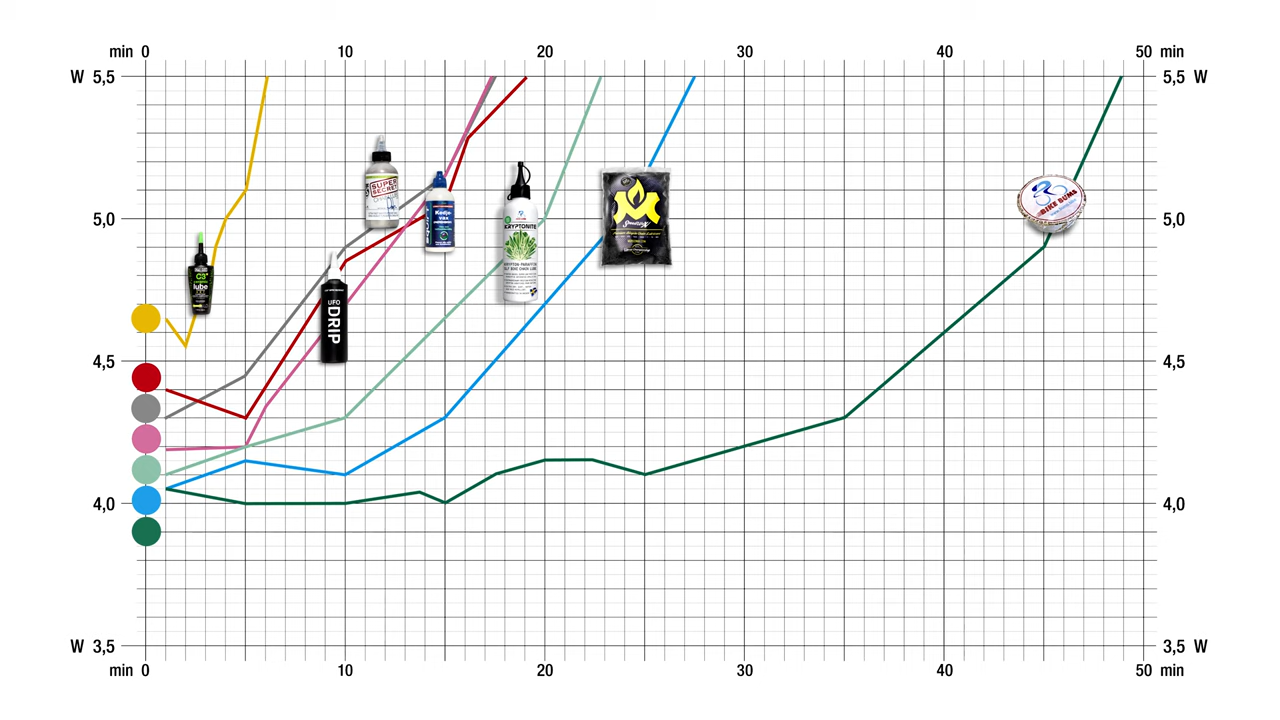 min 0 10 20 30 40 50 min
W 5,5 5,5 W
5,0 5,0
4,5 4,5
4,0 4,0
W 3,5 3,5 W
min 0 10 20 30 40 50 min
lube
UFO
DRIP
SUPER
SECRET
KRYPTONITE
BIKE BUMS